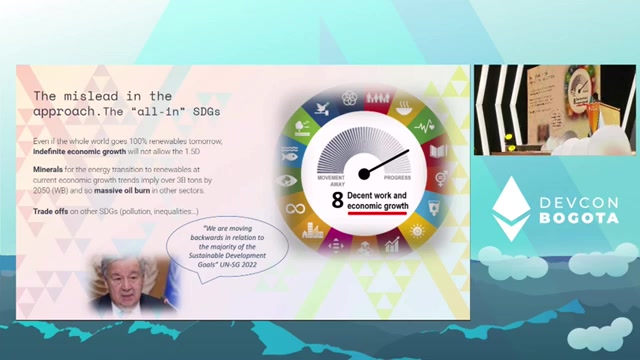 The mislead in the
approach.The “all-in” SDGs
Even if the whole world goes 100% renewables tomorrow,
indefinite economic growth will not allow the 1.5D
Minerals for the energy transition to renewables at
current economic growth trends imply over 3B tons by
2050 (WB) and so massive oil burn in other sectors.
Trade offs on other SDGs (pollution, inequalities...)
"We are moving
backwards in relation to
the majority of the
Sustainable Development
Goals" UN-SG 2022
MOVEMENT
AWAY
PROGRESS
8 Decent work and
economic growth
DEVCON
BOGOTA